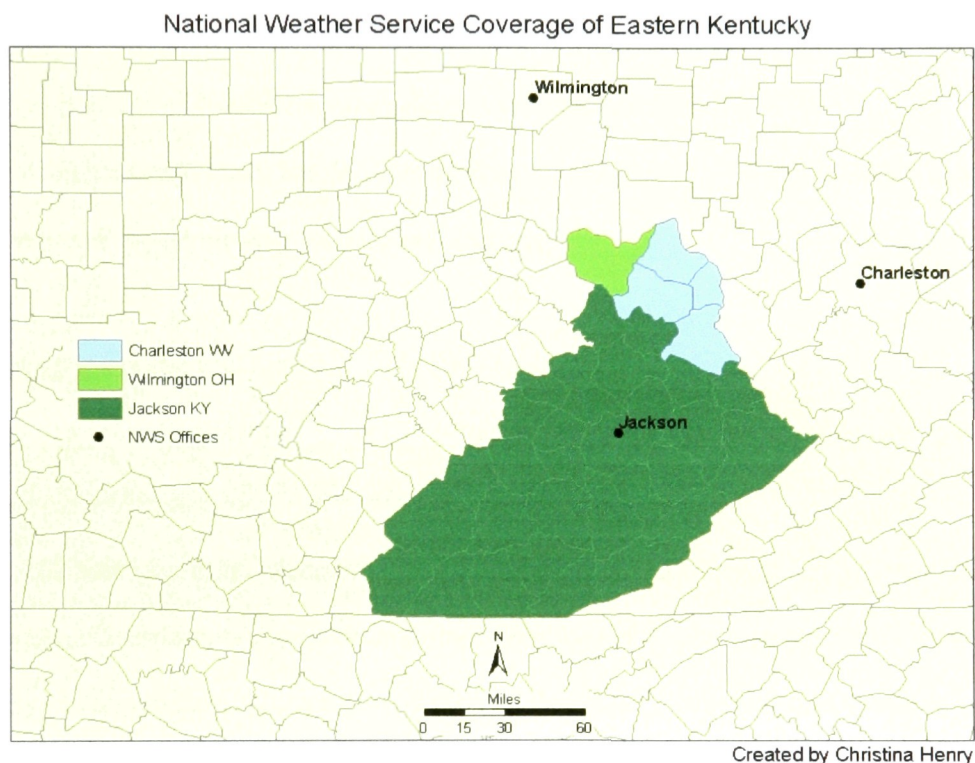 National Weather Service Coverage of Eastern Kentucky
Wilmington
Charleston
Charleston WV
Wilmington OH
Jackson KY
NWS Offices
Jackson
N
Miles
0 15 30 60
Created by Christina Henry